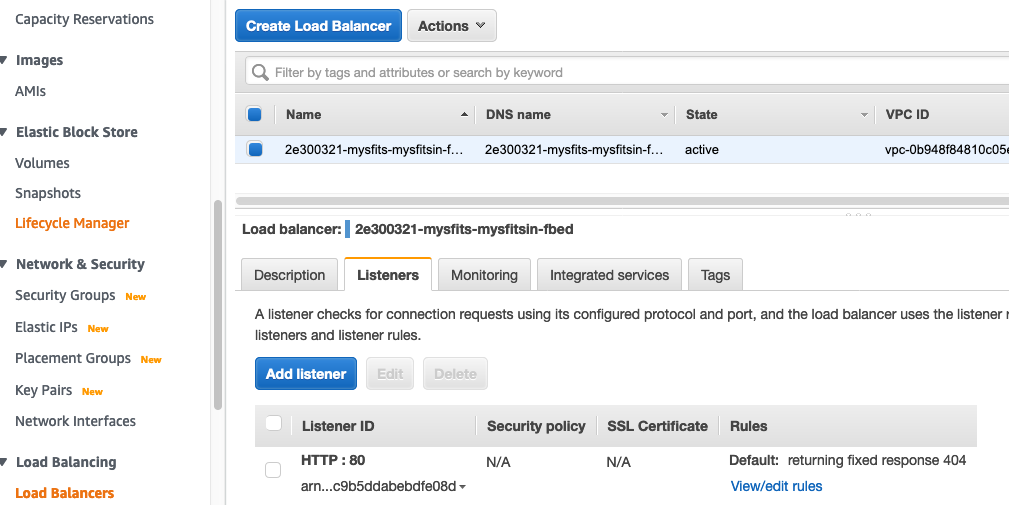 Capacity Reservations
Images
AMIs
Elastic Block Store
Volumes
Snapshots
Lifecycle Manager
Network & Security
Security Groups New
Elastic IPs New
Placement Groups New
Key Pairs New
Network Interfaces
Load Balancing
Load Balancers
Create Load Balancer Actions
Filter by tags and attributes or search by keyword
Name DNS name State VPC ID
2e300321-mysfits-mysfitsin-f... 2e300321-mysfits-mysfitsin-f... active vpc-0b948f84810c05e
Load balancer: 2e300321-mysfits-mysfitsin-fbed
Description Listeners Monitoring Integrated services Tags
A listener checks for connection requests using its configured protocol and port, and the load balancer uses the listener
listeners and listener rules.
Add listener Edit Delete
Listener ID Security policy SSL Certificate Rules
HTTP : 80 N/A N/A Default: returning fixed response 404
arn...c9b5ddabebdfe08d View/edit rules